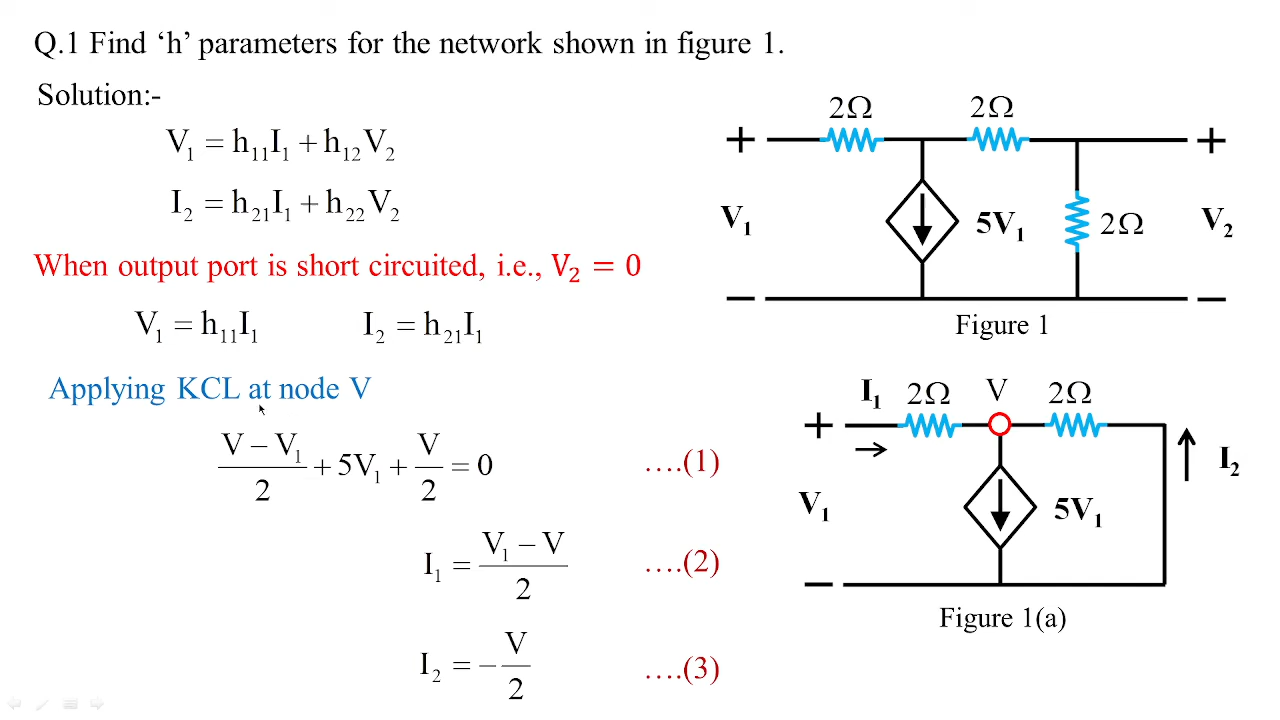 Q.1 Find ‘h’ parameters for the network shown in figure 1.
Solution:-
V₁ = h₁₁I₁ + h₁₂V₂
I₂ = h₂₁I₁ + h₂₂V₂
When output port is short circuited, i.e., V₂ = 0
V₁ = h₁₁I₁ I₂ = h₂₁I₁
Applying KCL at node V
(V − V₁)/2 + 5V₁ + V/2 = 0 ….(1)
I₁ = (V₁ − V)/2 ….(2)
I₂ = −V/2 ….(3)
2Ω 2Ω
+ +
V₁ 5V₁ 2Ω V₂
− −
Figure 1
I₁ 2Ω V 2Ω
+
I₂
V₁ 5V₁
−
Figure 1(a)